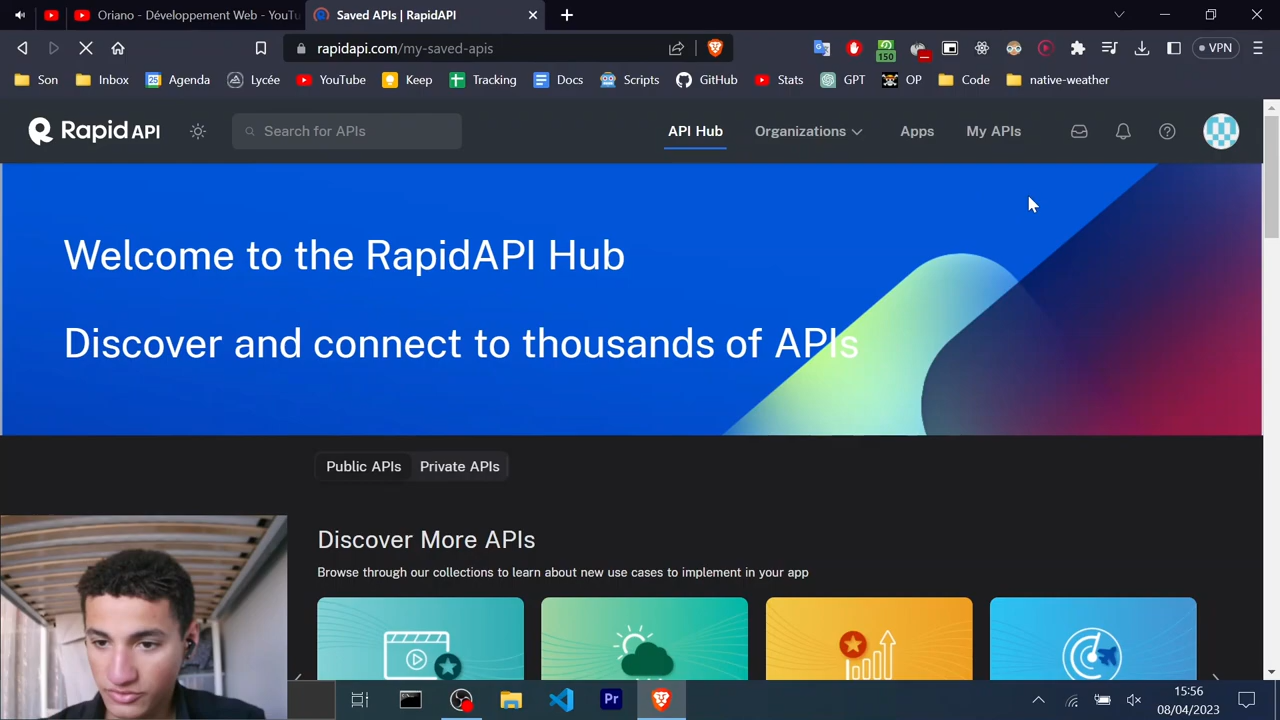 Oriano - Développement Web - YouTu
Saved APIs | RapidAPI
rapidapi.com/my-saved-apis
150
VPN
Son
Inbox
Agenda
Lycée
YouTube
Keep
Tracking
Docs
Scripts
GitHub
Stats
GPT
OP
Code
native-weather
Rapid API
Search for APIs
API Hub
Organizations
Apps
My APIs
Welcome to the RapidAPI Hub
Discover and connect to thousands of APIs
Public APIs
Private APIs
Discover More APIs
Browse through our collections to learn about new use cases to implement in your app
Pr
15:56
08/04/2023